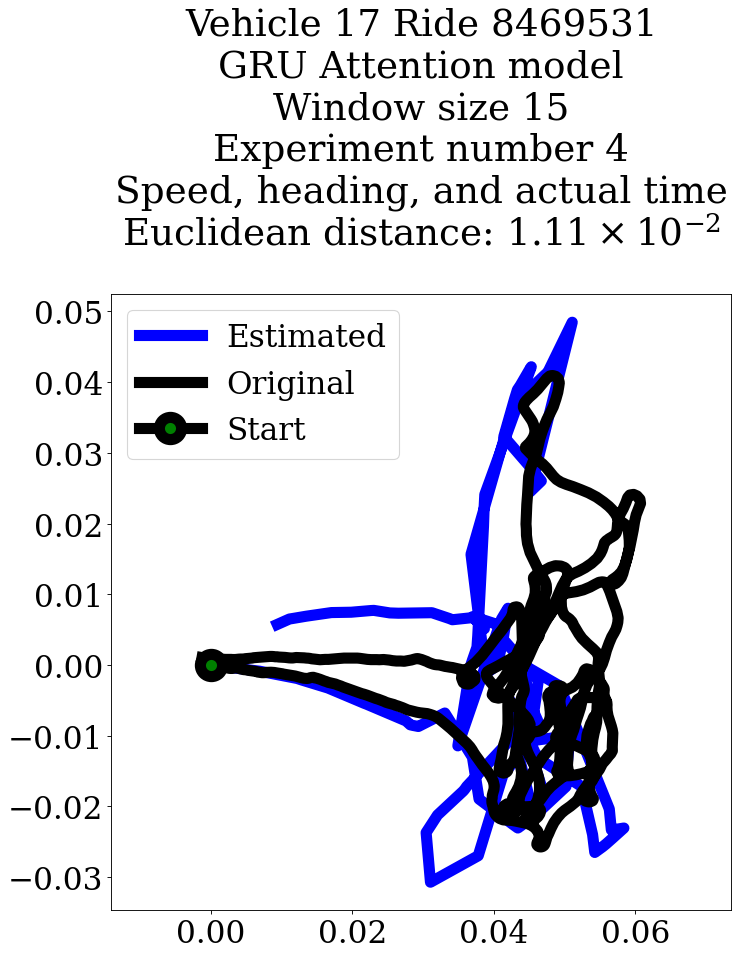 Vehicle 17 Ride 8469531
GRU Attention model
Window size 15
Experiment number 4
Speed, heading, and actual time
Euclidean distance: 1.11 × 10⁻²
Estimated
Original
Start
0.05
0.04
0.03
0.02
0.01
0.00
−0.01
−0.02
−0.03
0.00 0.02 0.04 0.06